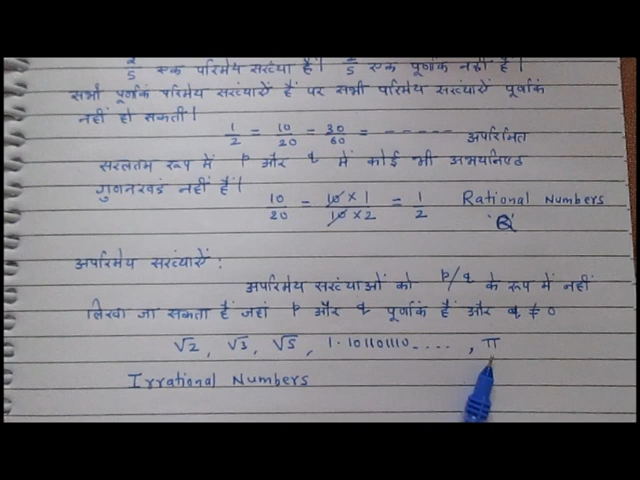 2/5 एक परिमेय संख्या है। 2/5 एक पूर्णांक नहीं है।
सभी पूर्णांक परिमेय संख्याऐं हैं पर सभी परिमेय संख्याऐं पूर्णांक
नहीं हो सकती।
1/2 = 10/20 = 30/60 = ------ अपरिमित
सरलतम रूप में p और q में कोई भी अभयनिष्ठ
गुणनखंड नहीं हैं।
10/20 = 10×1/10×2 = 1/2 Rational Numbers
Q
अपरिमेय संख्याऐं:
अपरिमेय संख्याओं को p/q के रूप में नहीं
लिखा जा सकता हैं जहां p और q पूर्णांक हैं और q ≠ 0
√2, √3, √5, 1.101101110...., π
Irrational Numbers